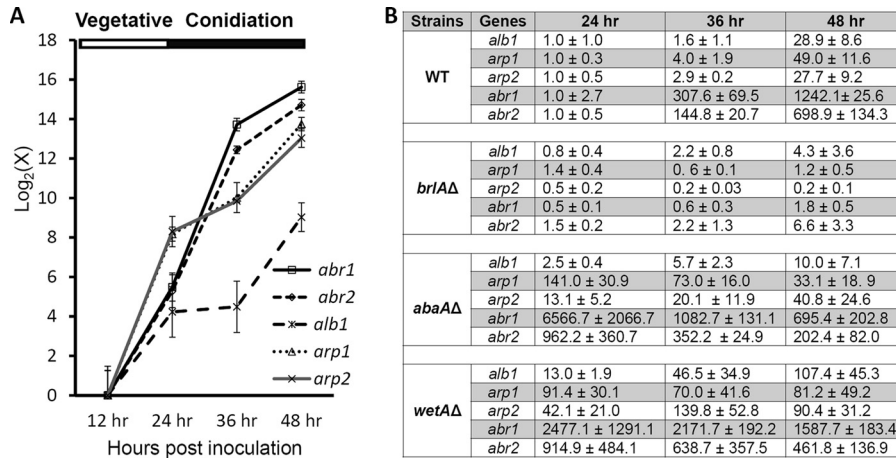 A
Vegetative Conidiation
18
16
14
12
10
8
6
4
2
0
Log2(X)
abr1
abr2
alb1
arp1
arp2
12 hr 24 hr 36 hr 48 hr
Hours post inoculation
B
Strains Genes 24 hr 36 hr 48 hr
WT
alb1 1.0 ± 1.0 1.6 ± 1.1 28.9 ± 8.6
arp1 1.0 ± 0.3 4.0 ± 1.9 49.0 ± 11.6
arp2 1.0 ± 0.5 2.9 ± 0.2 27.7 ± 9.2
abr1 1.0 ± 2.7 307.6 ± 69.5 1242.1± 25.6
abr2 1.0 ± 0.5 144.8 ± 20.7 698.9 ± 134.3
brlAΔ
alb1 0.8 ± 0.4 2.2 ± 0.8 4.3 ± 3.6
arp1 1.4 ± 0.4 0. 6 ± 0.1 1.2 ± 0.5
arp2 0.5 ± 0.2 0.2 ± 0.03 0.2 ± 0.1
abr1 0.5 ± 0.1 0.6 ± 0.3 1.8 ± 0.5
abr2 1.5 ± 0.2 2.2 ± 1.3 6.6 ± 3.3
abaAΔ
alb1 2.5 ± 0.4 5.7 ± 2.3 10.0 ± 7.1
arp1 141.0 ± 30.9 73.0 ± 16.0 33.1 ± 18. 9
arp2 13.1 ± 5.2 20.1 ± 11.9 40.8 ± 24.6
abr1 6566.7 ± 2066.7 1082.7 ± 131.1 695.4 ± 202.8
abr2 962.2 ± 360.7 352.2 ± 24.9 202.4 ± 82.0
wetAΔ
alb1 13.0 ± 1.9 46.5 ± 34.9 107.4 ± 45.3
arp1 91.4 ± 30.1 70.0 ± 41.6 81.2 ± 49.2
arp2 42.1 ± 21.0 139.8 ± 52.8 90.4 ± 31.2
abr1 2477.1 ± 1291.1 2171.7 ± 192.2 1587.7 ± 183.4
abr2 914.9 ± 484.1 638.7 ± 357.5 461.8 ± 136.9